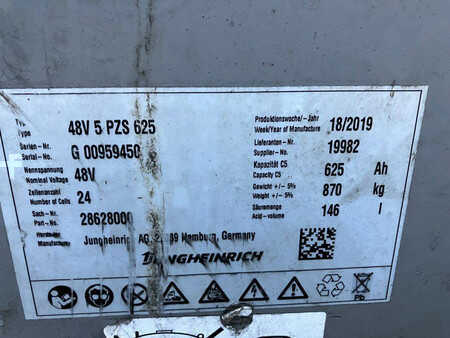 Type 48V 5 PZS 625
Serien-Nr.
Serial-No. G 00959450
Nennspannung
Nominal Voltage 48V
Zellenanzahl
Number of Cells 24
Sach-Nr.
Part-No. 28628000
Hersteller
Jungheinrich AG, Hamburg, Germany
JUNGHEINRICH
Produktionswoche/-Jahr
Week/Year of Manufacture 18/2019
Lieferanten-Nr.
Supplier-No. 19982
Kapazität C5
Capacity C5 625 Ah
Gewicht +/- 5%
Weight +/- 5% 870 kg
Säuremenge
Acid-volume 146 l
Pb